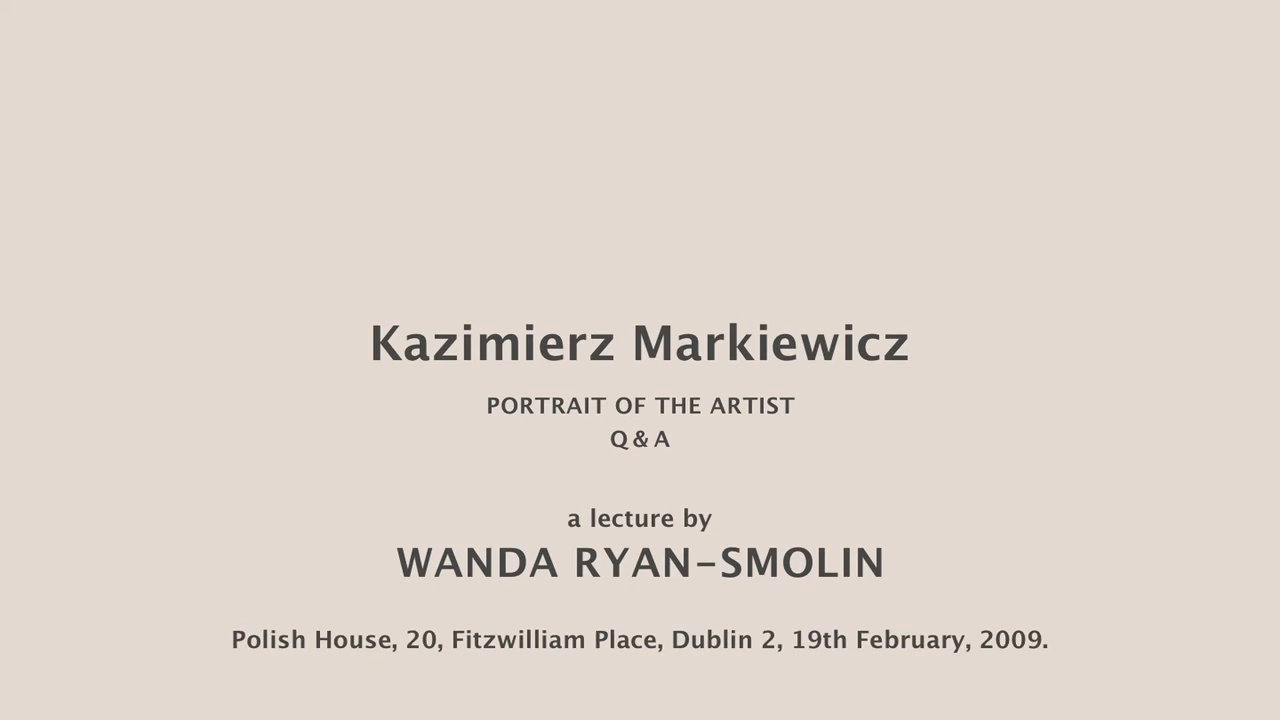 Kazimierz Markiewicz
PORTRAIT OF THE ARTIST
Q & A
a lecture by
WANDA RYAN-SMOLIN
Polish House, 20, Fitzwilliam Place, Dublin 2, 19th February, 2009.